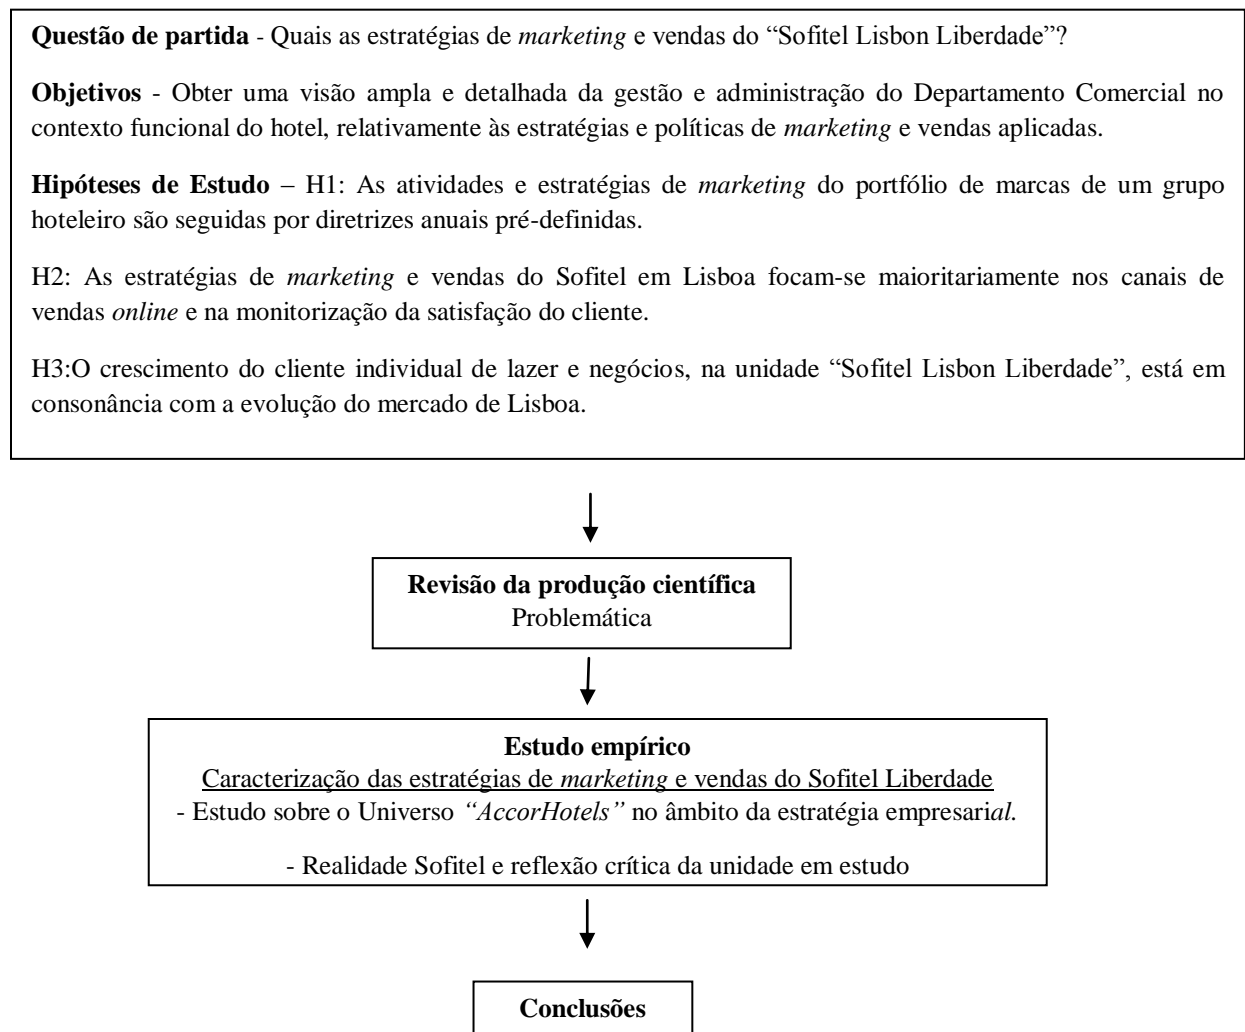 Questão de partida - Quais as estratégias de marketing e vendas do “Sofitel Lisbon Liberdade”?
Objetivos - Obter uma visão ampla e detalhada da gestão e administração do Departamento Comercial no
contexto funcional do hotel, relativamente às estratégias e políticas de marketing e vendas aplicadas.
Hipóteses de Estudo – H1: As atividades e estratégias de marketing do portfólio de marcas de um grupo
hoteleiro são seguidas por diretrizes anuais pré-definidas.
H2: As estratégias de marketing e vendas do Sofitel em Lisboa focam-se maioritariamente nos canais de
vendas online e na monitorização da satisfação do cliente.
H3:O crescimento do cliente individual de lazer e negócios, na unidade “Sofitel Lisbon Liberdade”, está em
consonância com a evolução do mercado de Lisboa.
Revisão da produção científica
Problemática
Estudo empírico
Caracterização das estratégias de marketing e vendas do Sofitel Liberdade
- Estudo sobre o Universo “AccorHotels” no âmbito da estratégia empresarial.
- Realidade Sofitel e reflexão crítica da unidade em estudo
Conclusões